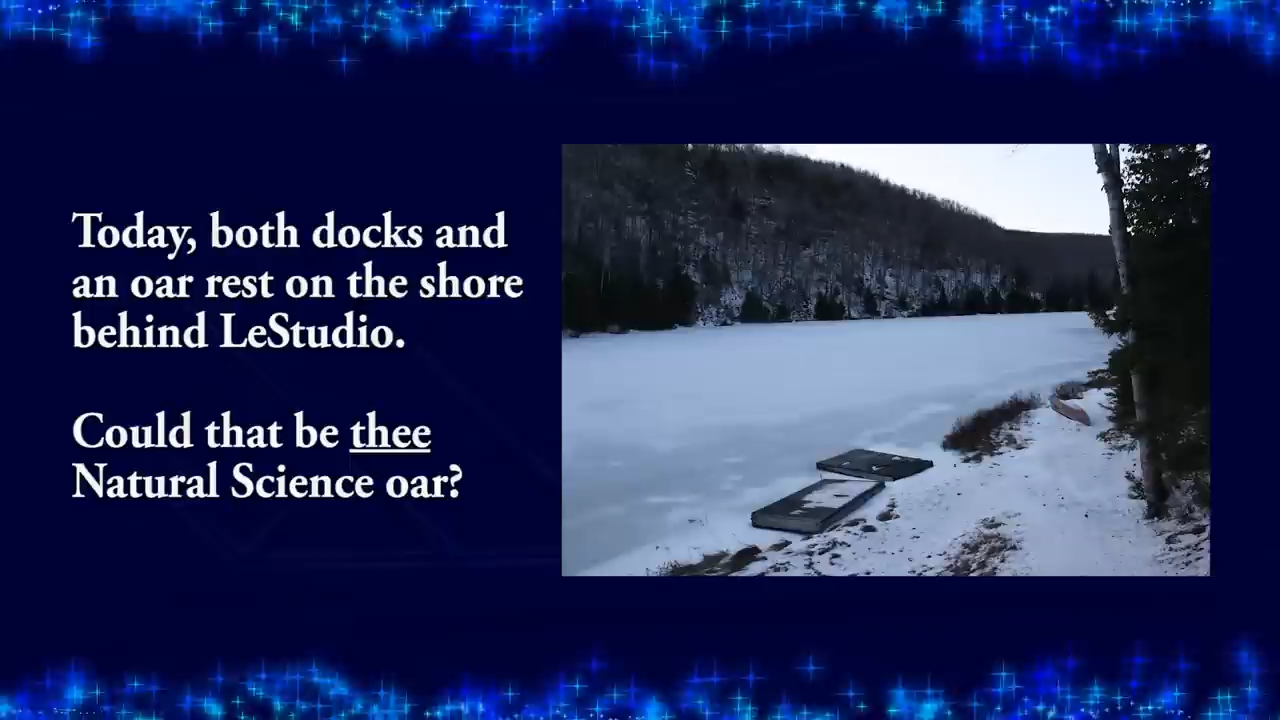 Today, both docks and
an oar rest on the shore
behind LeStudio.
Could that be thee
Natural Science oar?